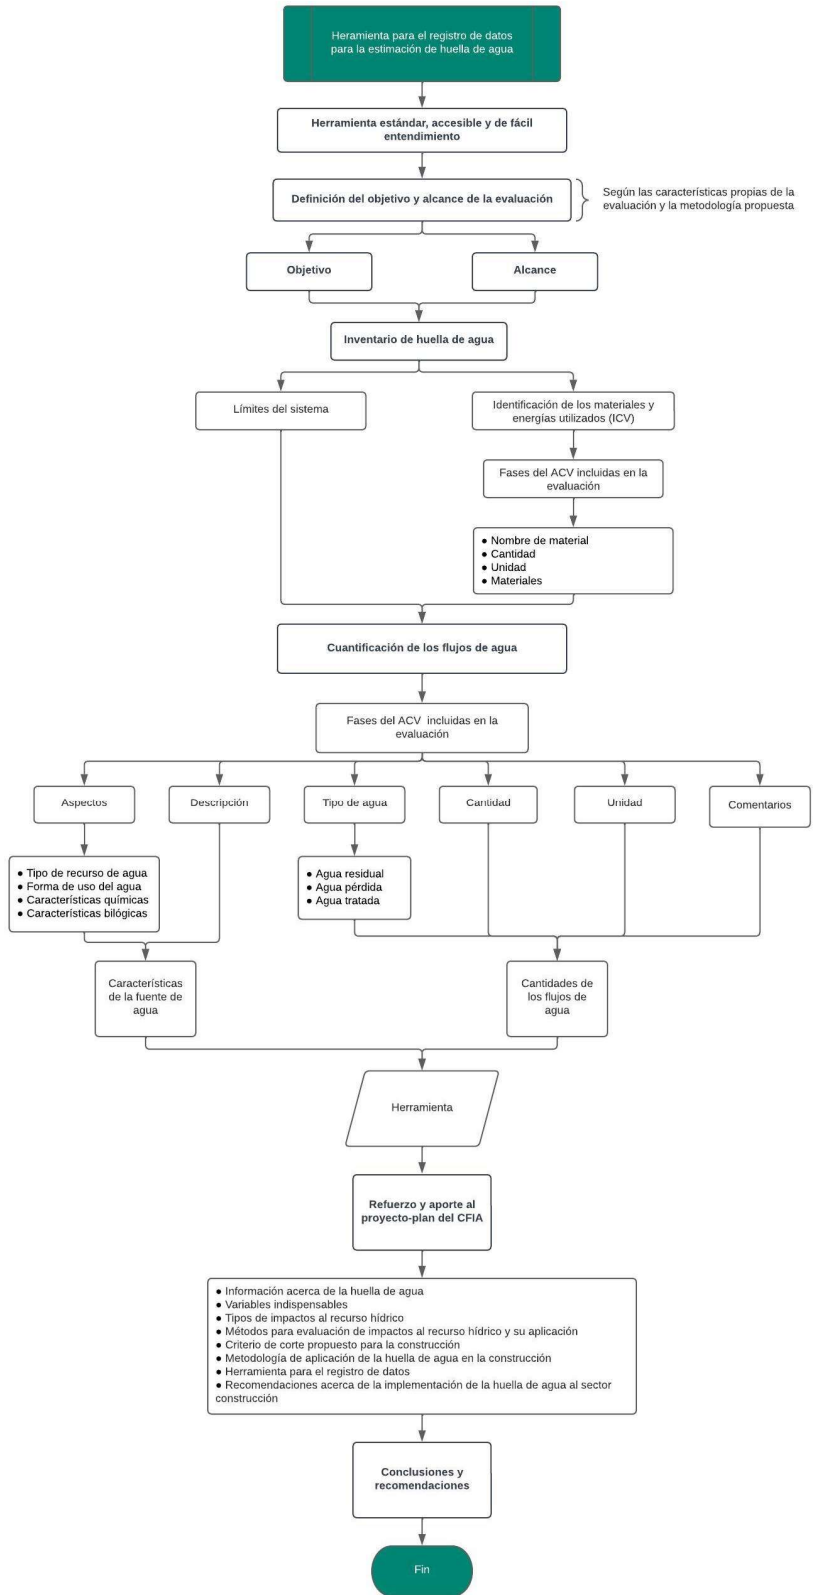 Heramienta para el registro de datos
para la estimación de huella de agua
Herramienta estándar, accesible y de fácil
entendimiento
Definición del objetivo y alcance de la evaluación
Según las características propias de la
evaluación y la metodología propuesta
Objetivo
Alcance
Inventario de huella de agua
Límites del sistema
Identificación de los materiales y
energías utilizados (ICV)
Fases del ACV incluidas en la
evaluación
● Nombre de material
● Cantidad
● Unidad
● Materiales
Cuantificación de los flujos de agua
Fases del ACV incluidas en la
evaluación
Aspectos
Descripción
Tipo de agua
Cantidad
Unidad
Comentarios
● Tipo de recurso de agua
● Forma de uso del agua
● Características químicas
● Características bilógicas
● Agua residual
● Agua pérdida
● Agua tratada
Características
de la fuente de
agua
Cantidades de
los flujos de
agua
Herramienta
Refuerzo y aporte al
proyecto-plan del CFIA
● Información acerca de la huella de agua
● Variables indispensables
● Tipos de impactos al recurso hídrico
● Métodos para evaluación de impactos al recurso hídrico y su aplicación
● Criterio de corte propuesto para la construcción
● Metodología de aplicación de la huella de agua en la construcción
● Herramienta para el registro de datos
● Recomendaciones acerca de la implementación de la huella de agua al sector
construcción
Conclusiones y
recomendaciones
Fin